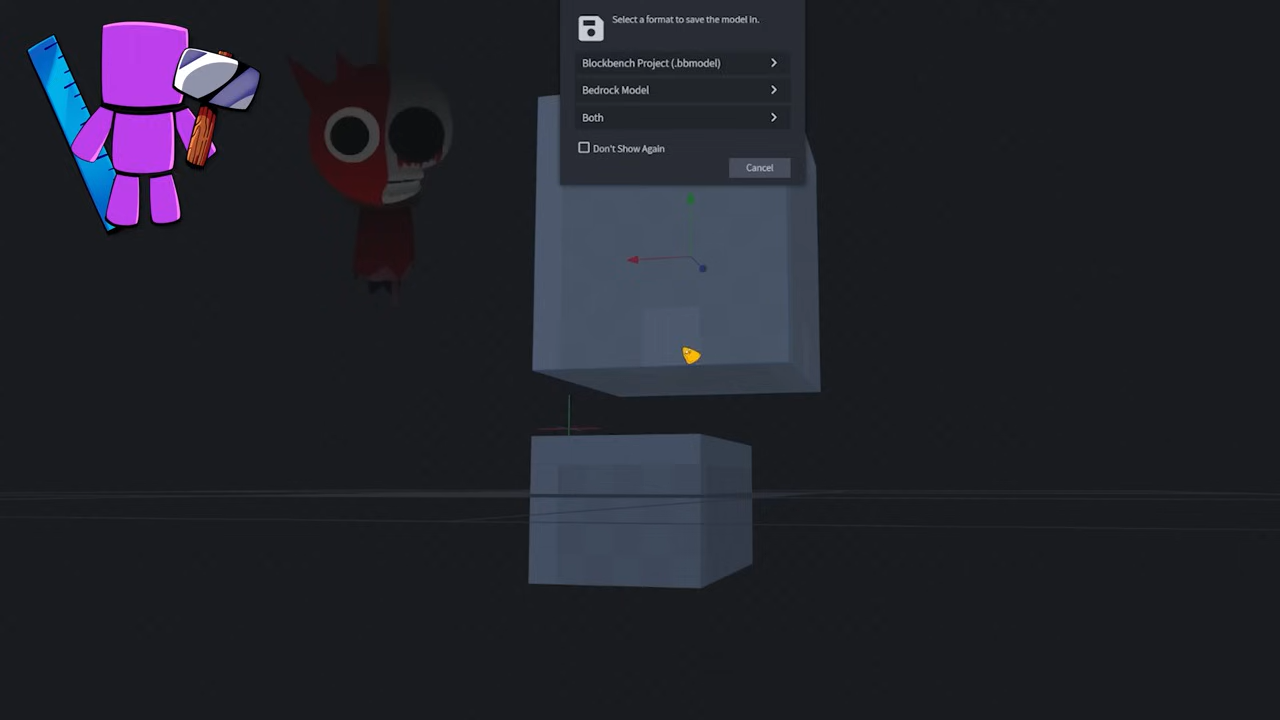 Select a format to save the model in.
Blockbench Project (.bbmodel)
Bedrock Model
Both
Don't Show Again
Cancel